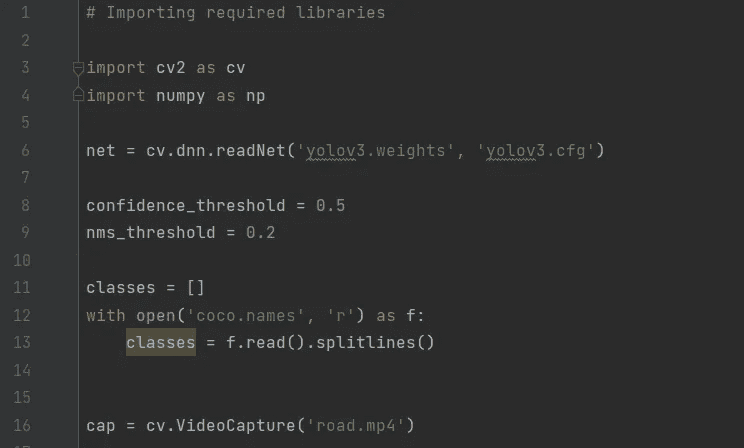 1 # Importing required libraries
2
3 import cv2 as cv
4 import numpy as np
5
6 net = cv.dnn.readNet('yolov3.weights', 'yolov3.cfg')
7
8 confidence_threshold = 0.5
9 nms_threshold = 0.2
10
11 classes = []
12 with open('coco.names', 'r') as f:
13     classes = f.read().splitlines()
14
15
16 cap = cv.VideoCapture('road.mp4')